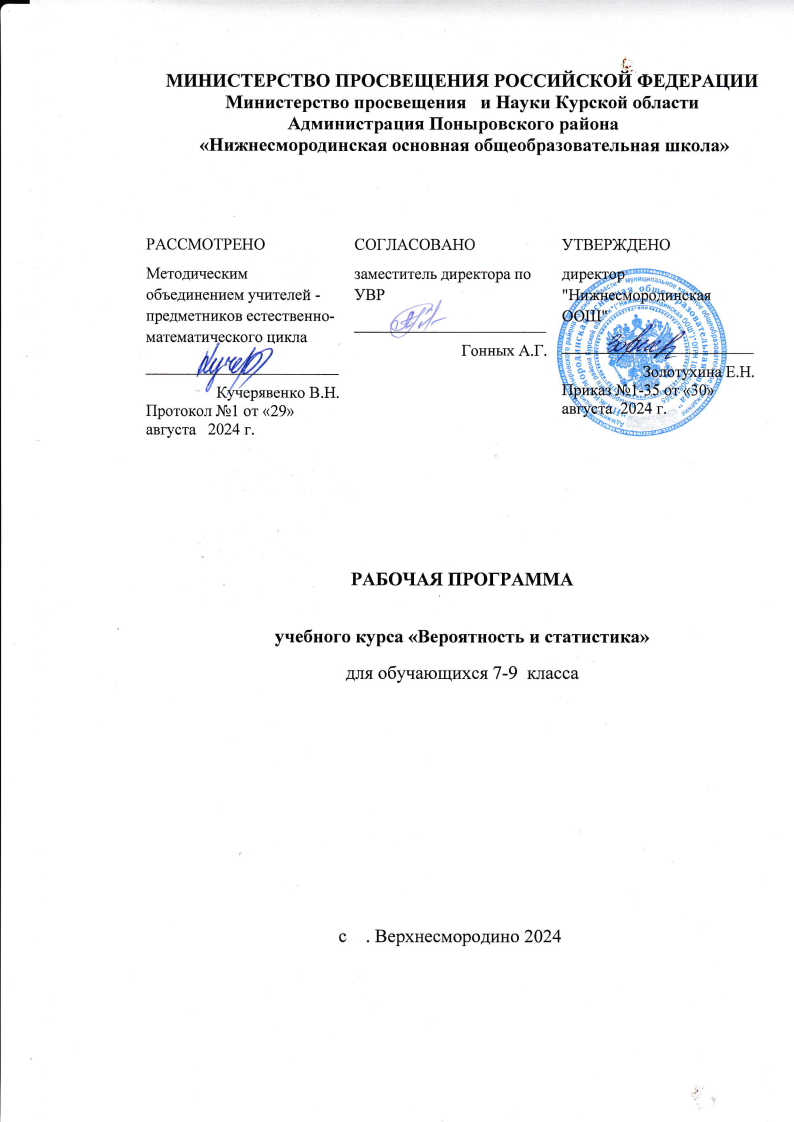 МИНИСТЕРСТВО ПРОСВЕЩЕНИЯ РОССИЙСКОЙ ФЕДЕРАЦИИ
Министерство просвещения и Науки Курской области
Администрация Поныровского района
«Нижнесмородинская основная общеобразовательная школа»
РАССМОТРЕНО
Методическим
объединением учителей -
предметников естественно-
математического цикла
Кучерявенко В.Н.
Протокол №1 от «29»
августа 2024 г.
СОГЛАСОВАНО
заместитель директора по
УВР
Гонных А.Г.
УТВЕРЖДЕНО
директор
"Нижнесмородинская
ООШ"
Золотухина Е.Н.
Приказ №1-35 от «30»
августа 2024 г.
РАБОЧАЯ ПРОГРАММА
учебного курса «Вероятность и статистика»
для обучающихся 7-9 класса
с . Верхнесмородино 2024